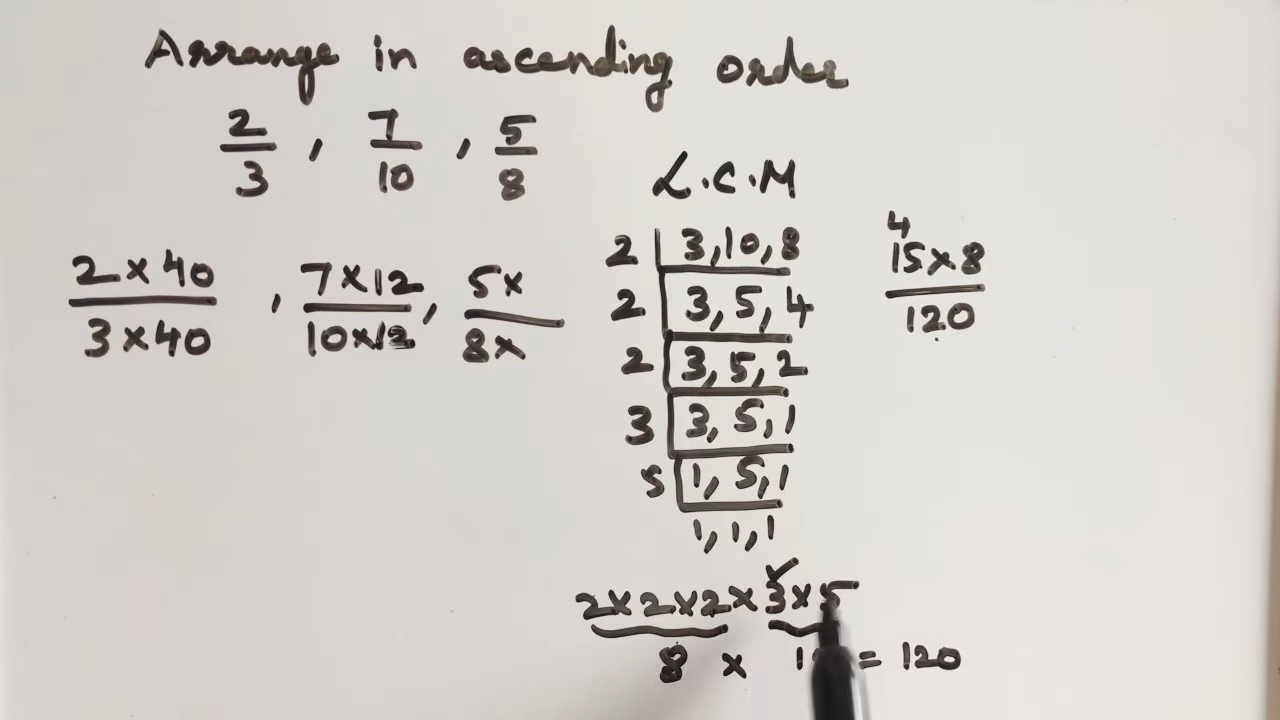 Arrange in ascending order
2/3 , 7/10 , 5/8
L.C.M
2 × 40 / 3 × 40 , 7 × 12 / 10 × 12 , 5 × / 8 ×
2 | 3, 10, 8
2 | 3, 5, 4
2 | 3, 5, 2
3 | 3, 5, 1
5 | 1, 5, 1
1, 1, 1
4
15 × 8 / 120
2 × 2 × 2 × 3 × 5
8 × 1 = 120